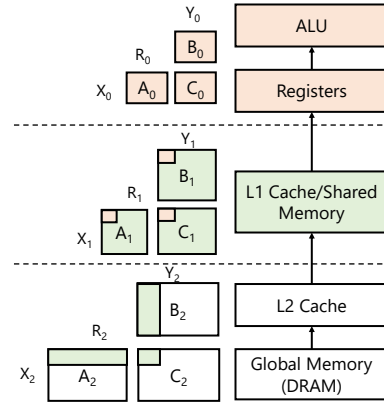 Y₀
ALU
B₀
R₀
X₀
A₀
C₀
Registers
Y₁
B₁
R₁
L1 Cache/Shared
Memory
X₁
A₁
C₁
Y₂
B₂
L2 Cache
R₂
X₂
A₂
C₂
Global Memory
(DRAM)